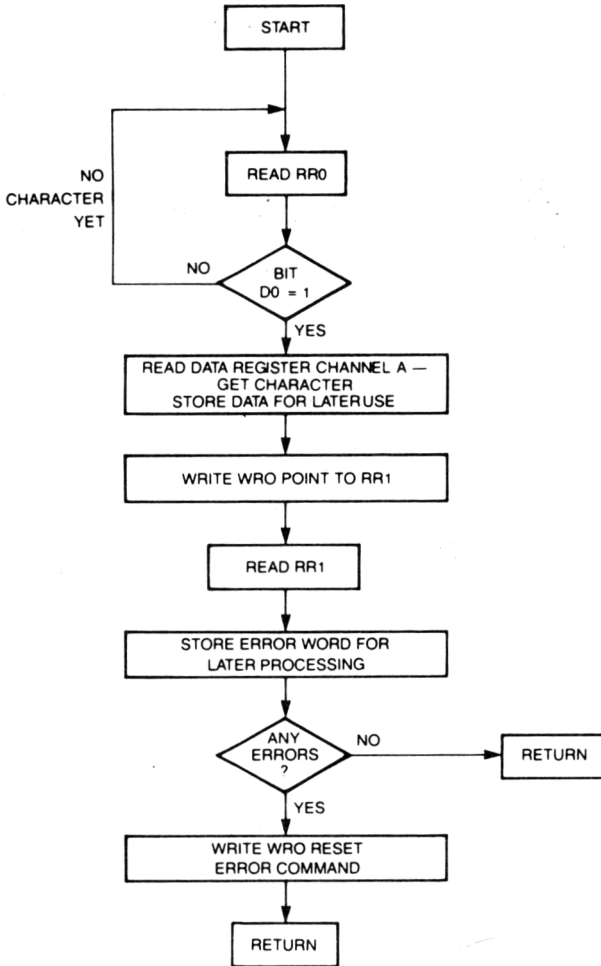 START
READ RR0
NO
CHARACTER
YET
NO
BIT
D0 = 1
YES
READ DATA REGISTER CHANNEL A —
GET CHARACTER
STORE DATA FOR LATER USE
WRITE WRO POINT TO RR1
READ RR1
STORE ERROR WORD FOR
LATER PROCESSING
ANY
ERRORS
?
NO
RETURN
YES
WRITE WRO RESET
ERROR COMMAND
RETURN